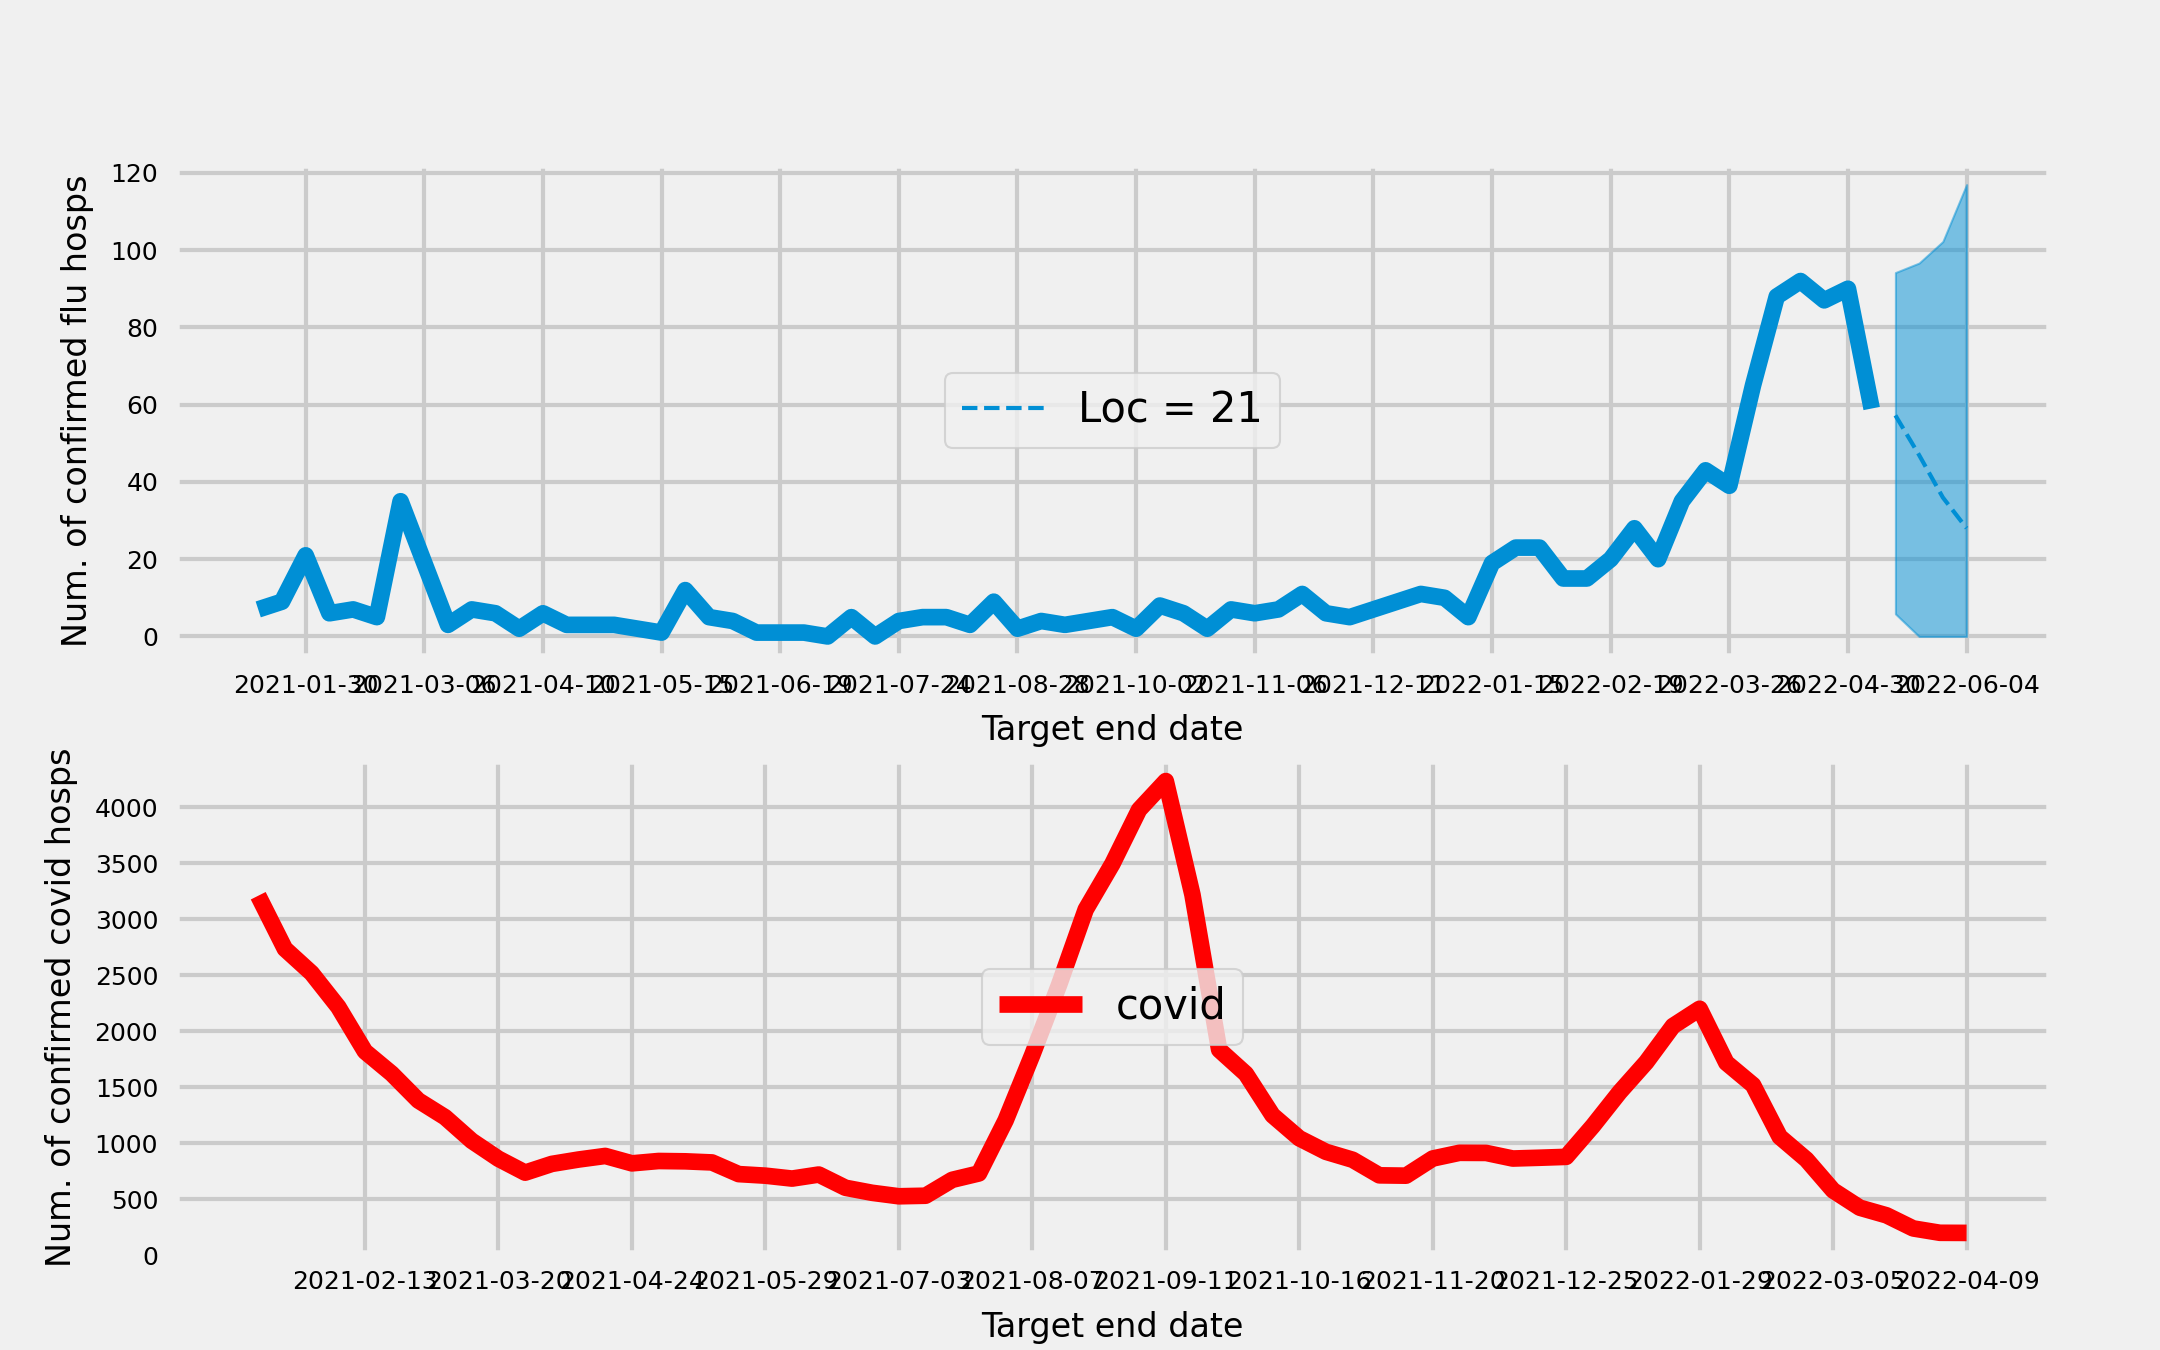 Num. of confirmed flu hosps
120
100
80
60
40
20
0
Loc = 21
2021-01-30 2021-03-06 2021-04-10 2021-05-15 2021-06-19 2021-07-24 2021-08-28 2021-10-02 2021-11-06 2021-12-11 2022-01-15 2022-02-19 2022-03-26 2022-04-30 2022-06-04
Target end date
Num. of confirmed covid hosps
4000
3500
3000
2500
2000
1500
1000
500
0
covid
2021-02-13 2021-03-20 2021-04-24 2021-05-29 2021-07-03 2021-08-07 2021-09-11 2021-10-16 2021-11-20 2021-12-25 2022-01-29 2022-03-05 2022-04-09
Target end date